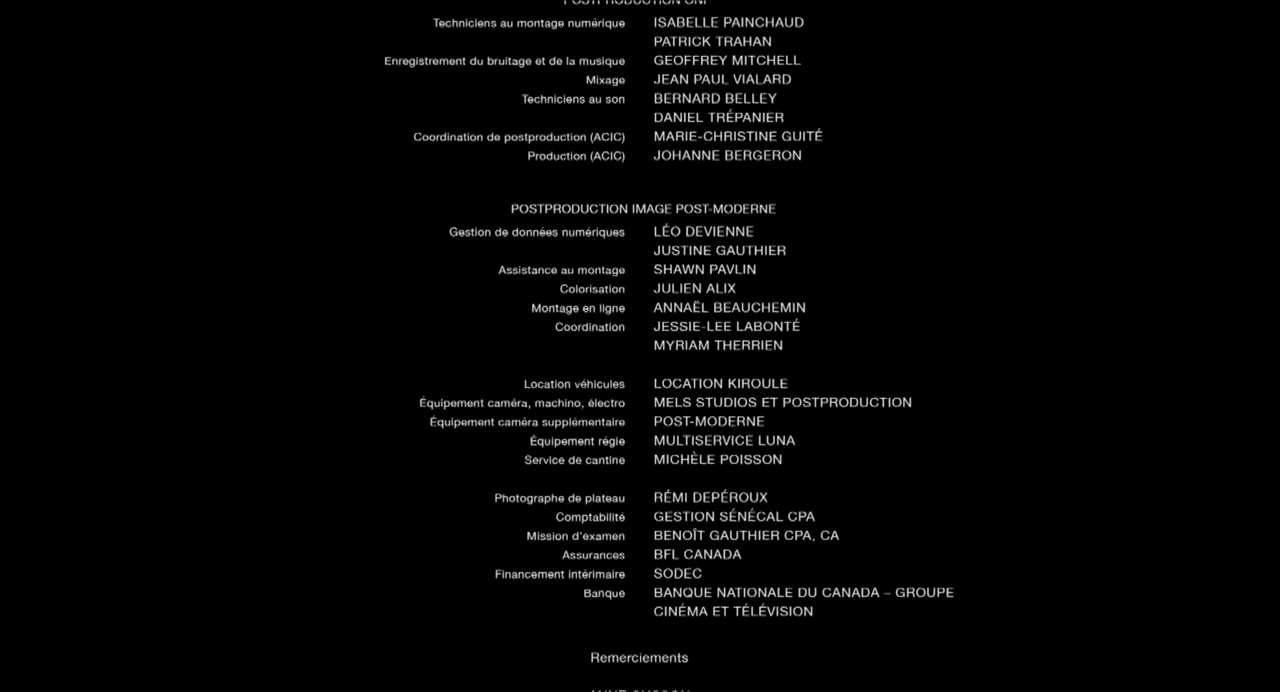 POSTPRODUCTION ONF
Techniciens au montage numérique ISABELLE PAINCHAUD
PATRICK TRAHAN
Enregistrement du bruitage et de la musique GEOFFREY MITCHELL
Mixage JEAN PAUL VIALARD
Techniciens au son BERNARD BELLEY
DANIEL TRÉPANIER
Coordination de postproduction (ACIC) MARIE-CHRISTINE GUITÉ
Production (ACIC) JOHANNE BERGERON
POSTPRODUCTION IMAGE POST-MODERNE
Gestion de données numériques LÉO DEVIENNE
JUSTINE GAUTHIER
Assistance au montage SHAWN PAVLIN
Colorisation JULIEN ALIX
Montage en ligne ANNAËL BEAUCHEMIN
Coordination JESSIE-LEE LABONTÉ
MYRIAM THERRIEN
Location véhicules LOCATION KIROULE
Équipement caméra, machino, électro MELS STUDIOS ET POSTPRODUCTION
Équipement caméra supplémentaire POST-MODERNE
Équipement régie MULTISERVICE LUNA
Service de cantine MICHÈLE POISSON
Photographe de plateau RÉMI DEPÉROUX
Comptabilité GESTION SÉNÉCAL CPA
Mission d'examen BENOÎT GAUTHIER CPA, CA
Assurances BFL CANADA
Financement intérimaire SODEC
Banque BANQUE NATIONALE DU CANADA – GROUPE
CINÉMA ET TÉLÉVISION
Remerciements